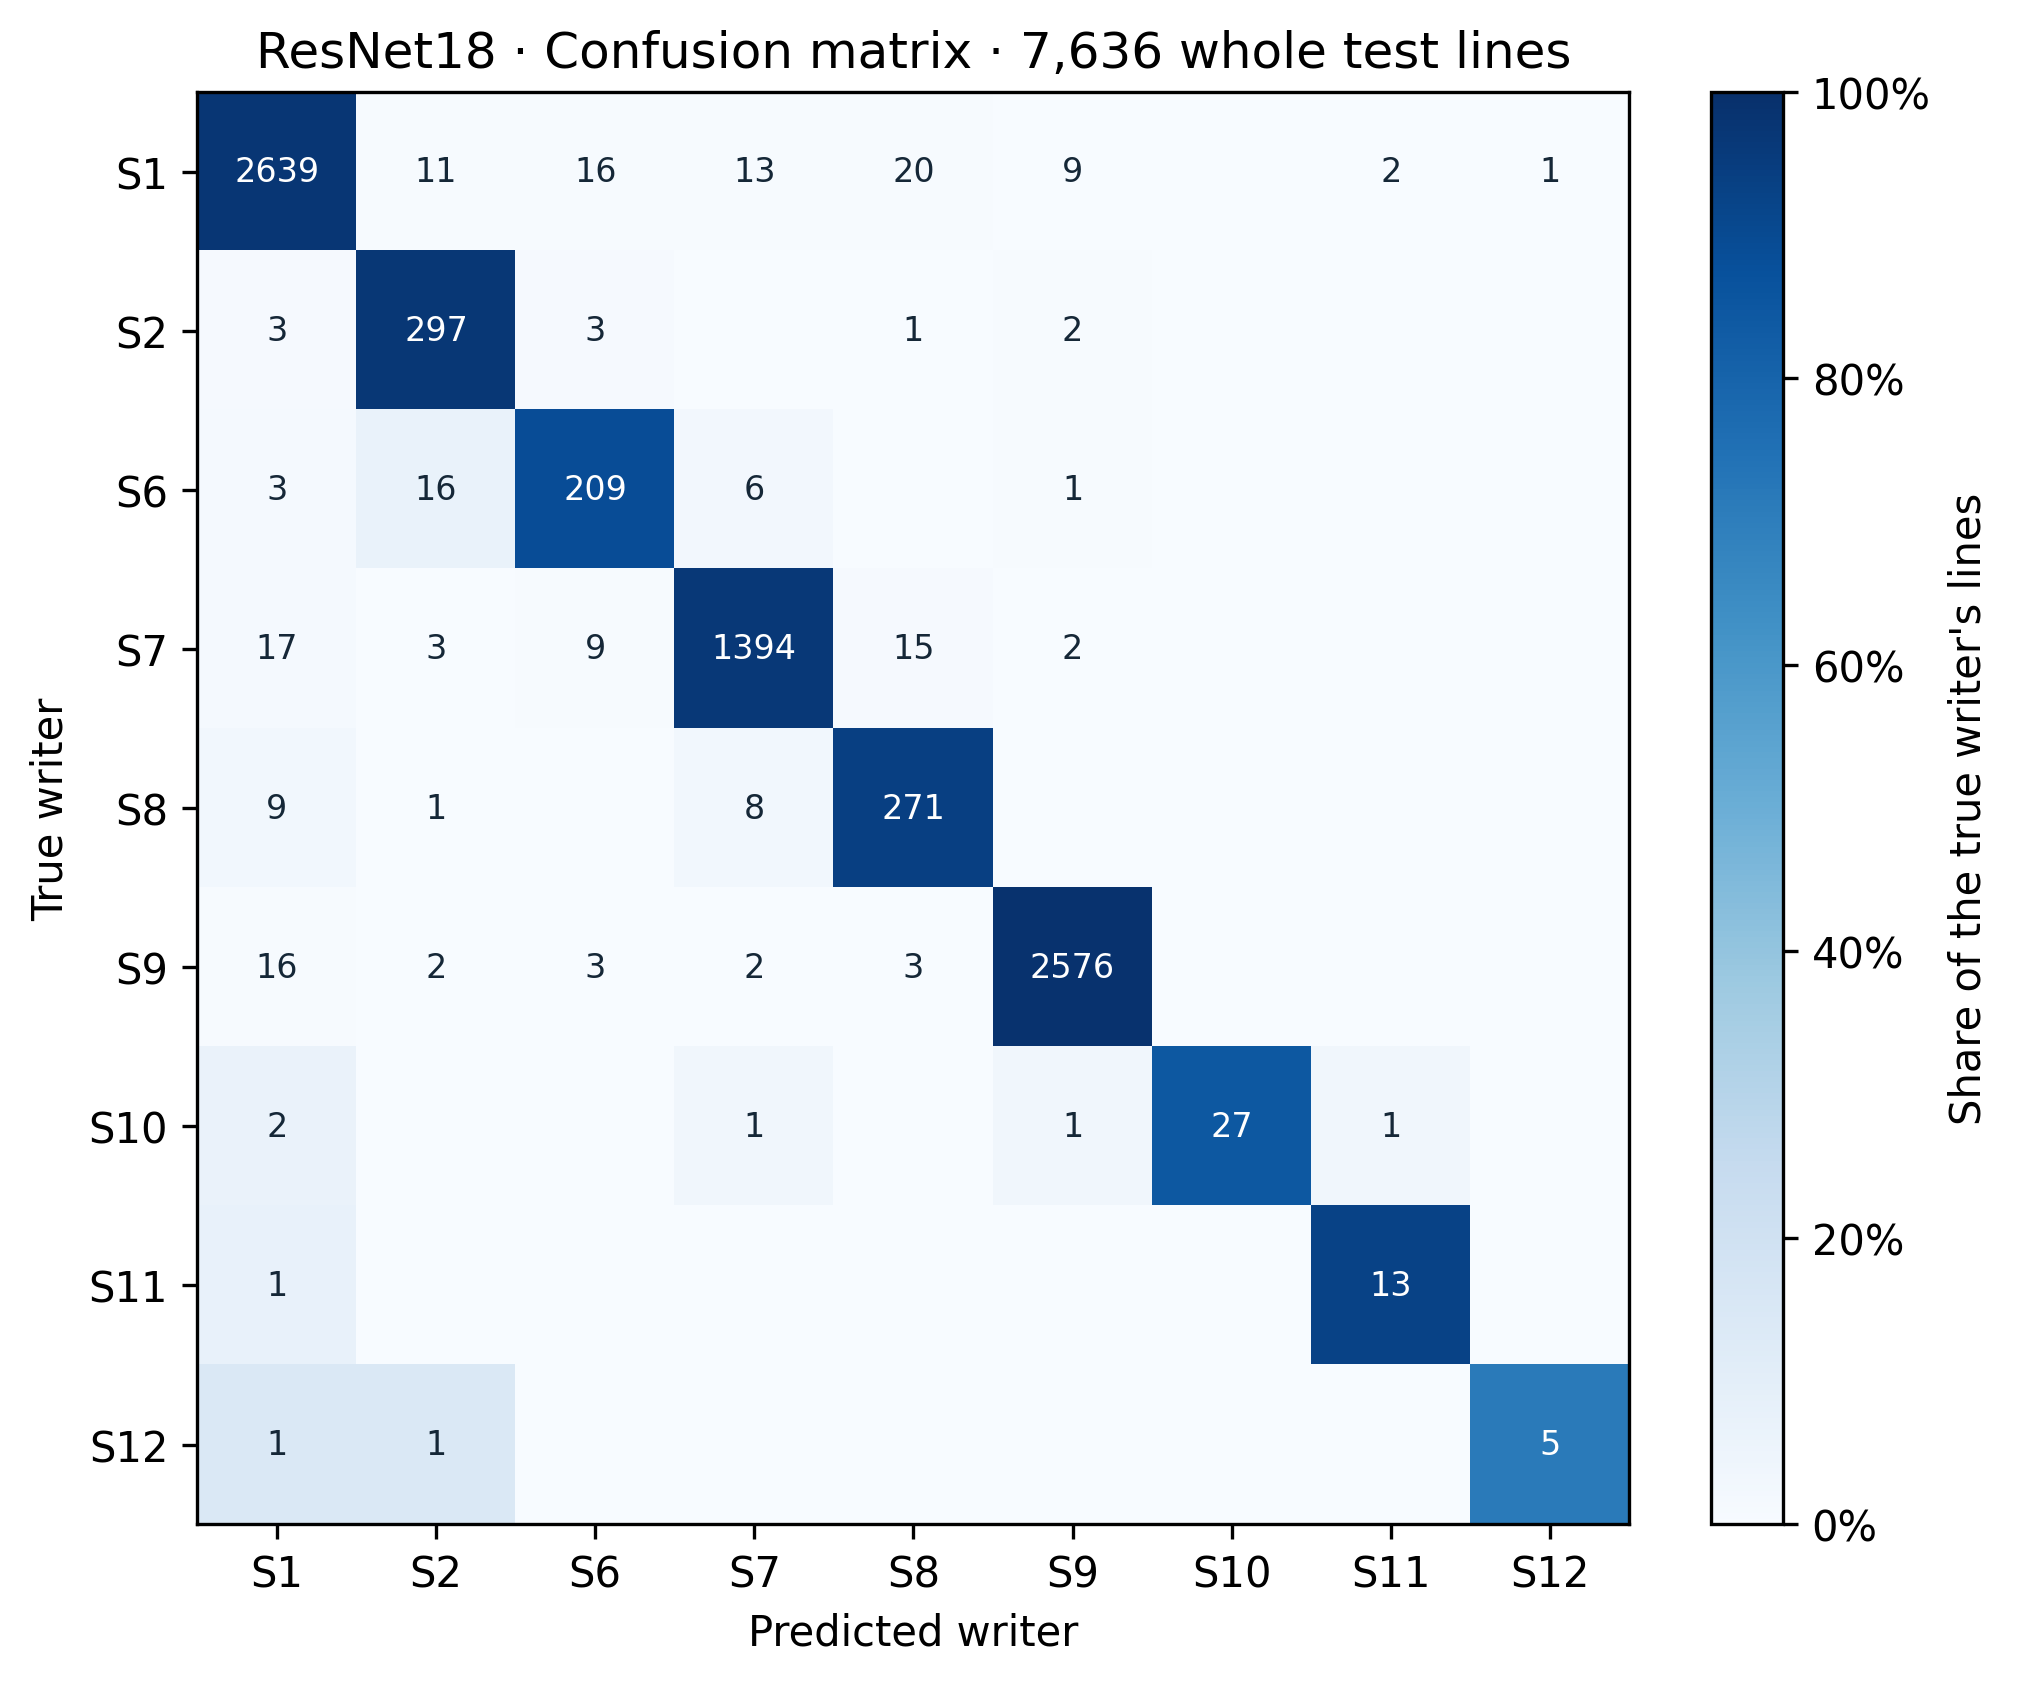 ResNet18 · Confusion matrix · 7,636 whole test lines
100%
S1 2639 11 16 13 20 9 2 1
S2 3 297 3 1 2
80%
S6 3 16 209 6 1
S7 17 3 9 1394 15 2
60%
True writer
Share of the true writer's lines
S8 9 1 8 271
S9 16 2 3 2 3 2576
40%
S10 2 1 1 27 1
20%
S11 1 13
S12 1 1 5
0%
S1 S2 S6 S7 S8 S9 S10 S11 S12
Predicted writer